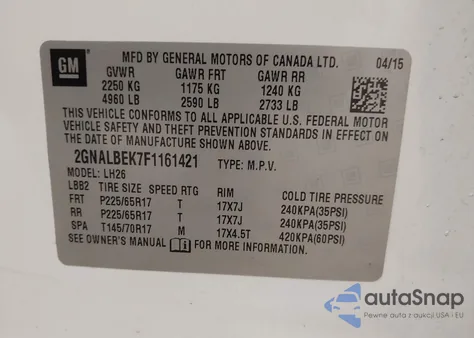 GM
MFD BY GENERAL MOTORS OF CANADA LTD. 04/15
GVWR GAWR FRT GAWR RR
2250 KG 1175 KG 1240 KG
4960 LB 2590 LB 2733 LB
THIS VEHICLE CONFORMS TO ALL APPLICABLE U.S. FEDERAL MOTOR
VEHICLE SAFETY AND THEFT PREVENTION STANDARDS IN EFFECT ON
THE DATE OF MANUFACTURE SHOWN ABOVE.
2GNALBEK7F1161421 TYPE: M.P.V.
MODEL: LH26
LBB2 TIRE SIZE SPEED RTG RIM COLD TIRE PRESSURE
FRT P225/65R17 T 17X7J 240KPA(35PSI)
RR P225/65R17 T 17X7J 240KPA(35PSI)
SPA T145/70R17 M 17X4.5T 420KPA(60PSI)
SEE OWNER'S MANUAL FOR MORE INFORMATION.
autoSnap
Pewne auta z USA i EU